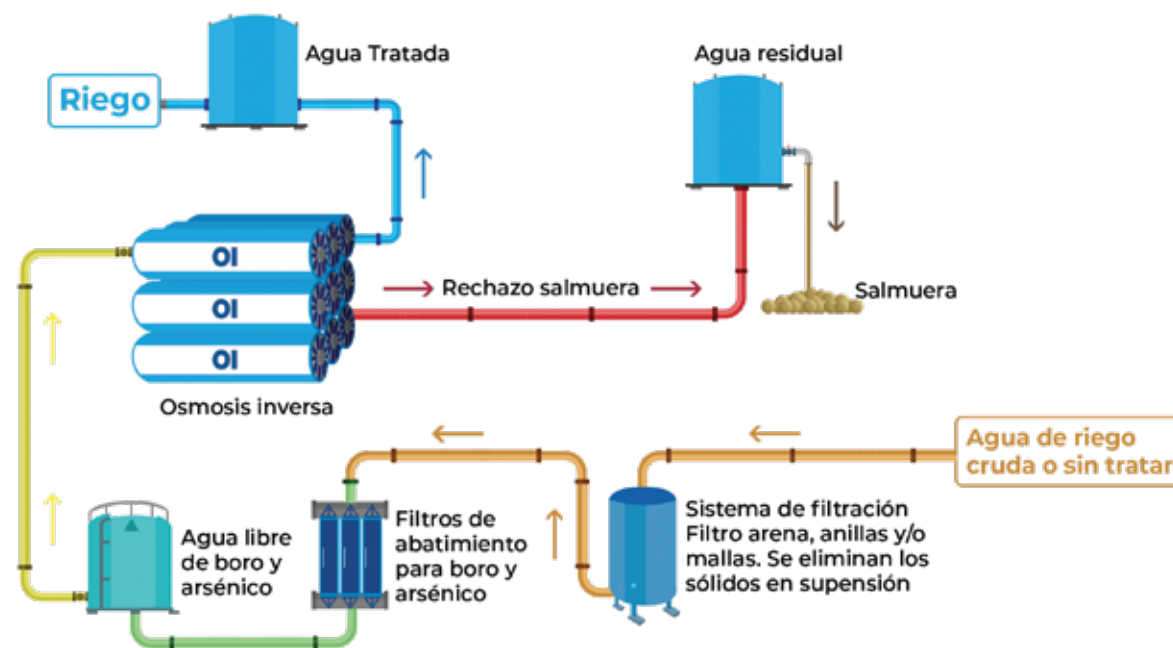 Agua Tratada
Riego
Agua residual
OI
OI
OI
Rechazo salmuera
Salmuera
Osmosis inversa
Agua de riego
cruda o sin tratar
Sistema de filtración
Filtro arena, anillas y/o
mallas. Se eliminan los
sólidos en supensión
Filtros de
abatimiento
para boro y
arsénico
Agua libre
de boro y
arsénico